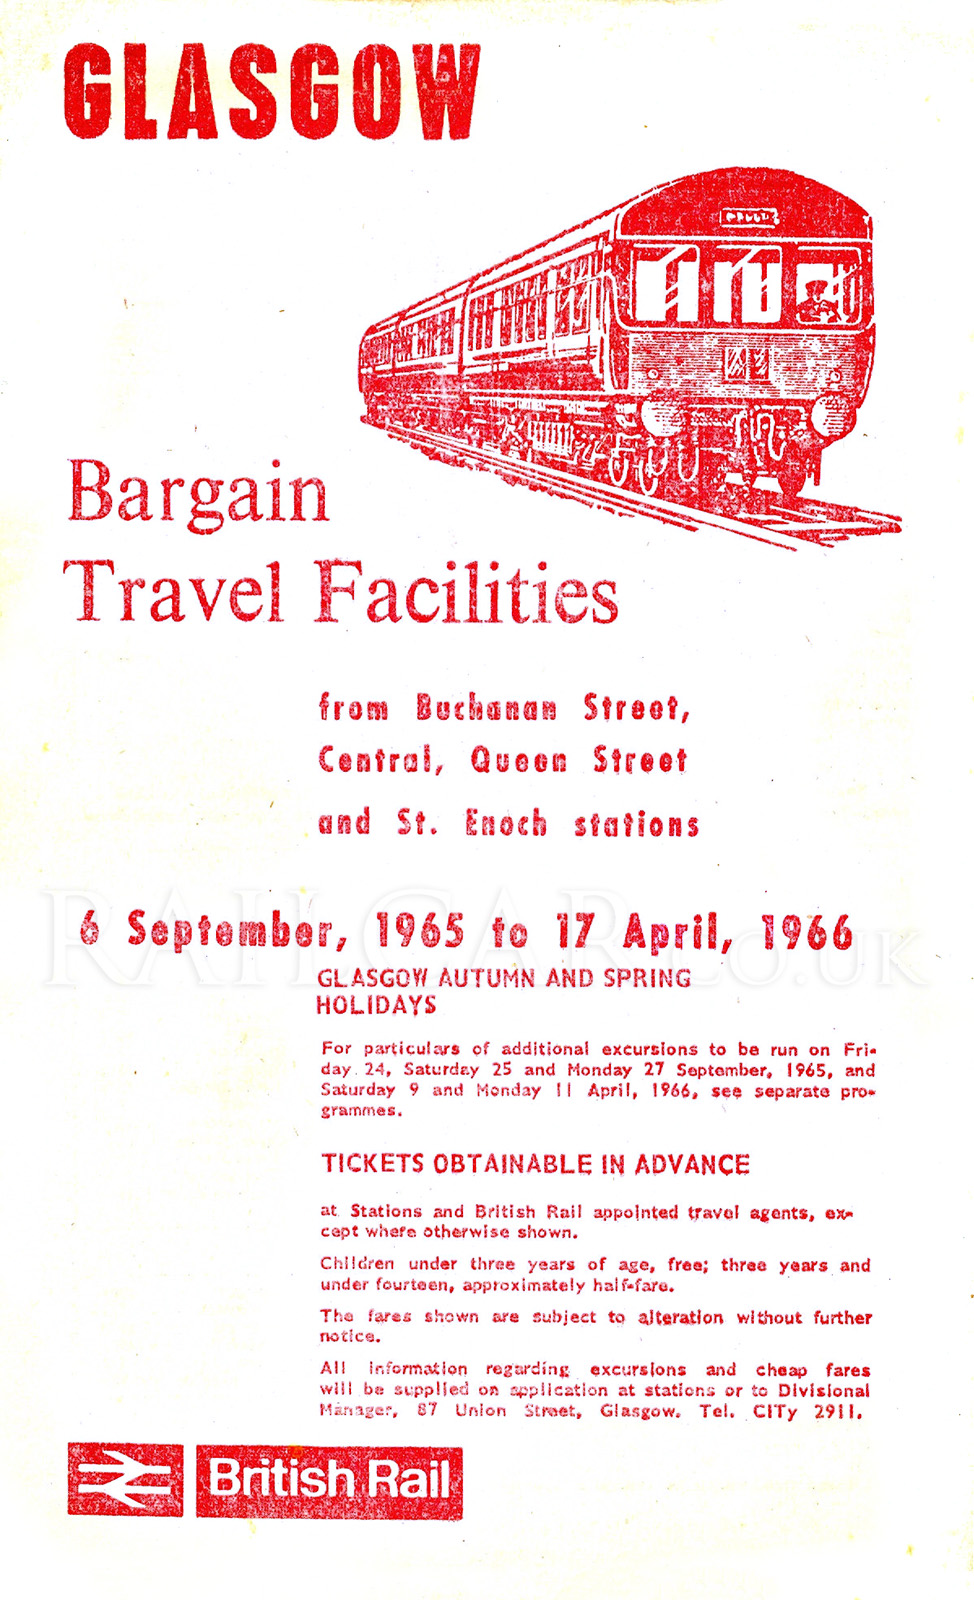 GLASGOW
Bargain
Travel Facilities
from Buchanan Street,
Central, Queen Street
and St. Enoch stations
RAILCAR.CO.UK
6 September, 1965 to 17 April, 1966
GLASGOW AUTUMN AND SPRING
HOLIDAYS
For particulars of additional excursions to be run on Fri-
day 24, Saturday 25 and Monday 27 September, 1965, and
Saturday 9 and Monday 11 April, 1966, see separate pro-
grammes.
TICKETS OBTAINABLE IN ADVANCE
at Stations and British Rail appointed travel agents, ex-
cept where otherwise shown.
Children under three years of age, free; three years and
under fourteen, approximately half-fare.
The fares shown are subject to alteration without further
notice.
All information regarding excursions and cheap fares
will be supplied on application at stations or to Divisional
Manager, 87 Union Street, Glasgow. Tel. CITy 2911.
British Rail